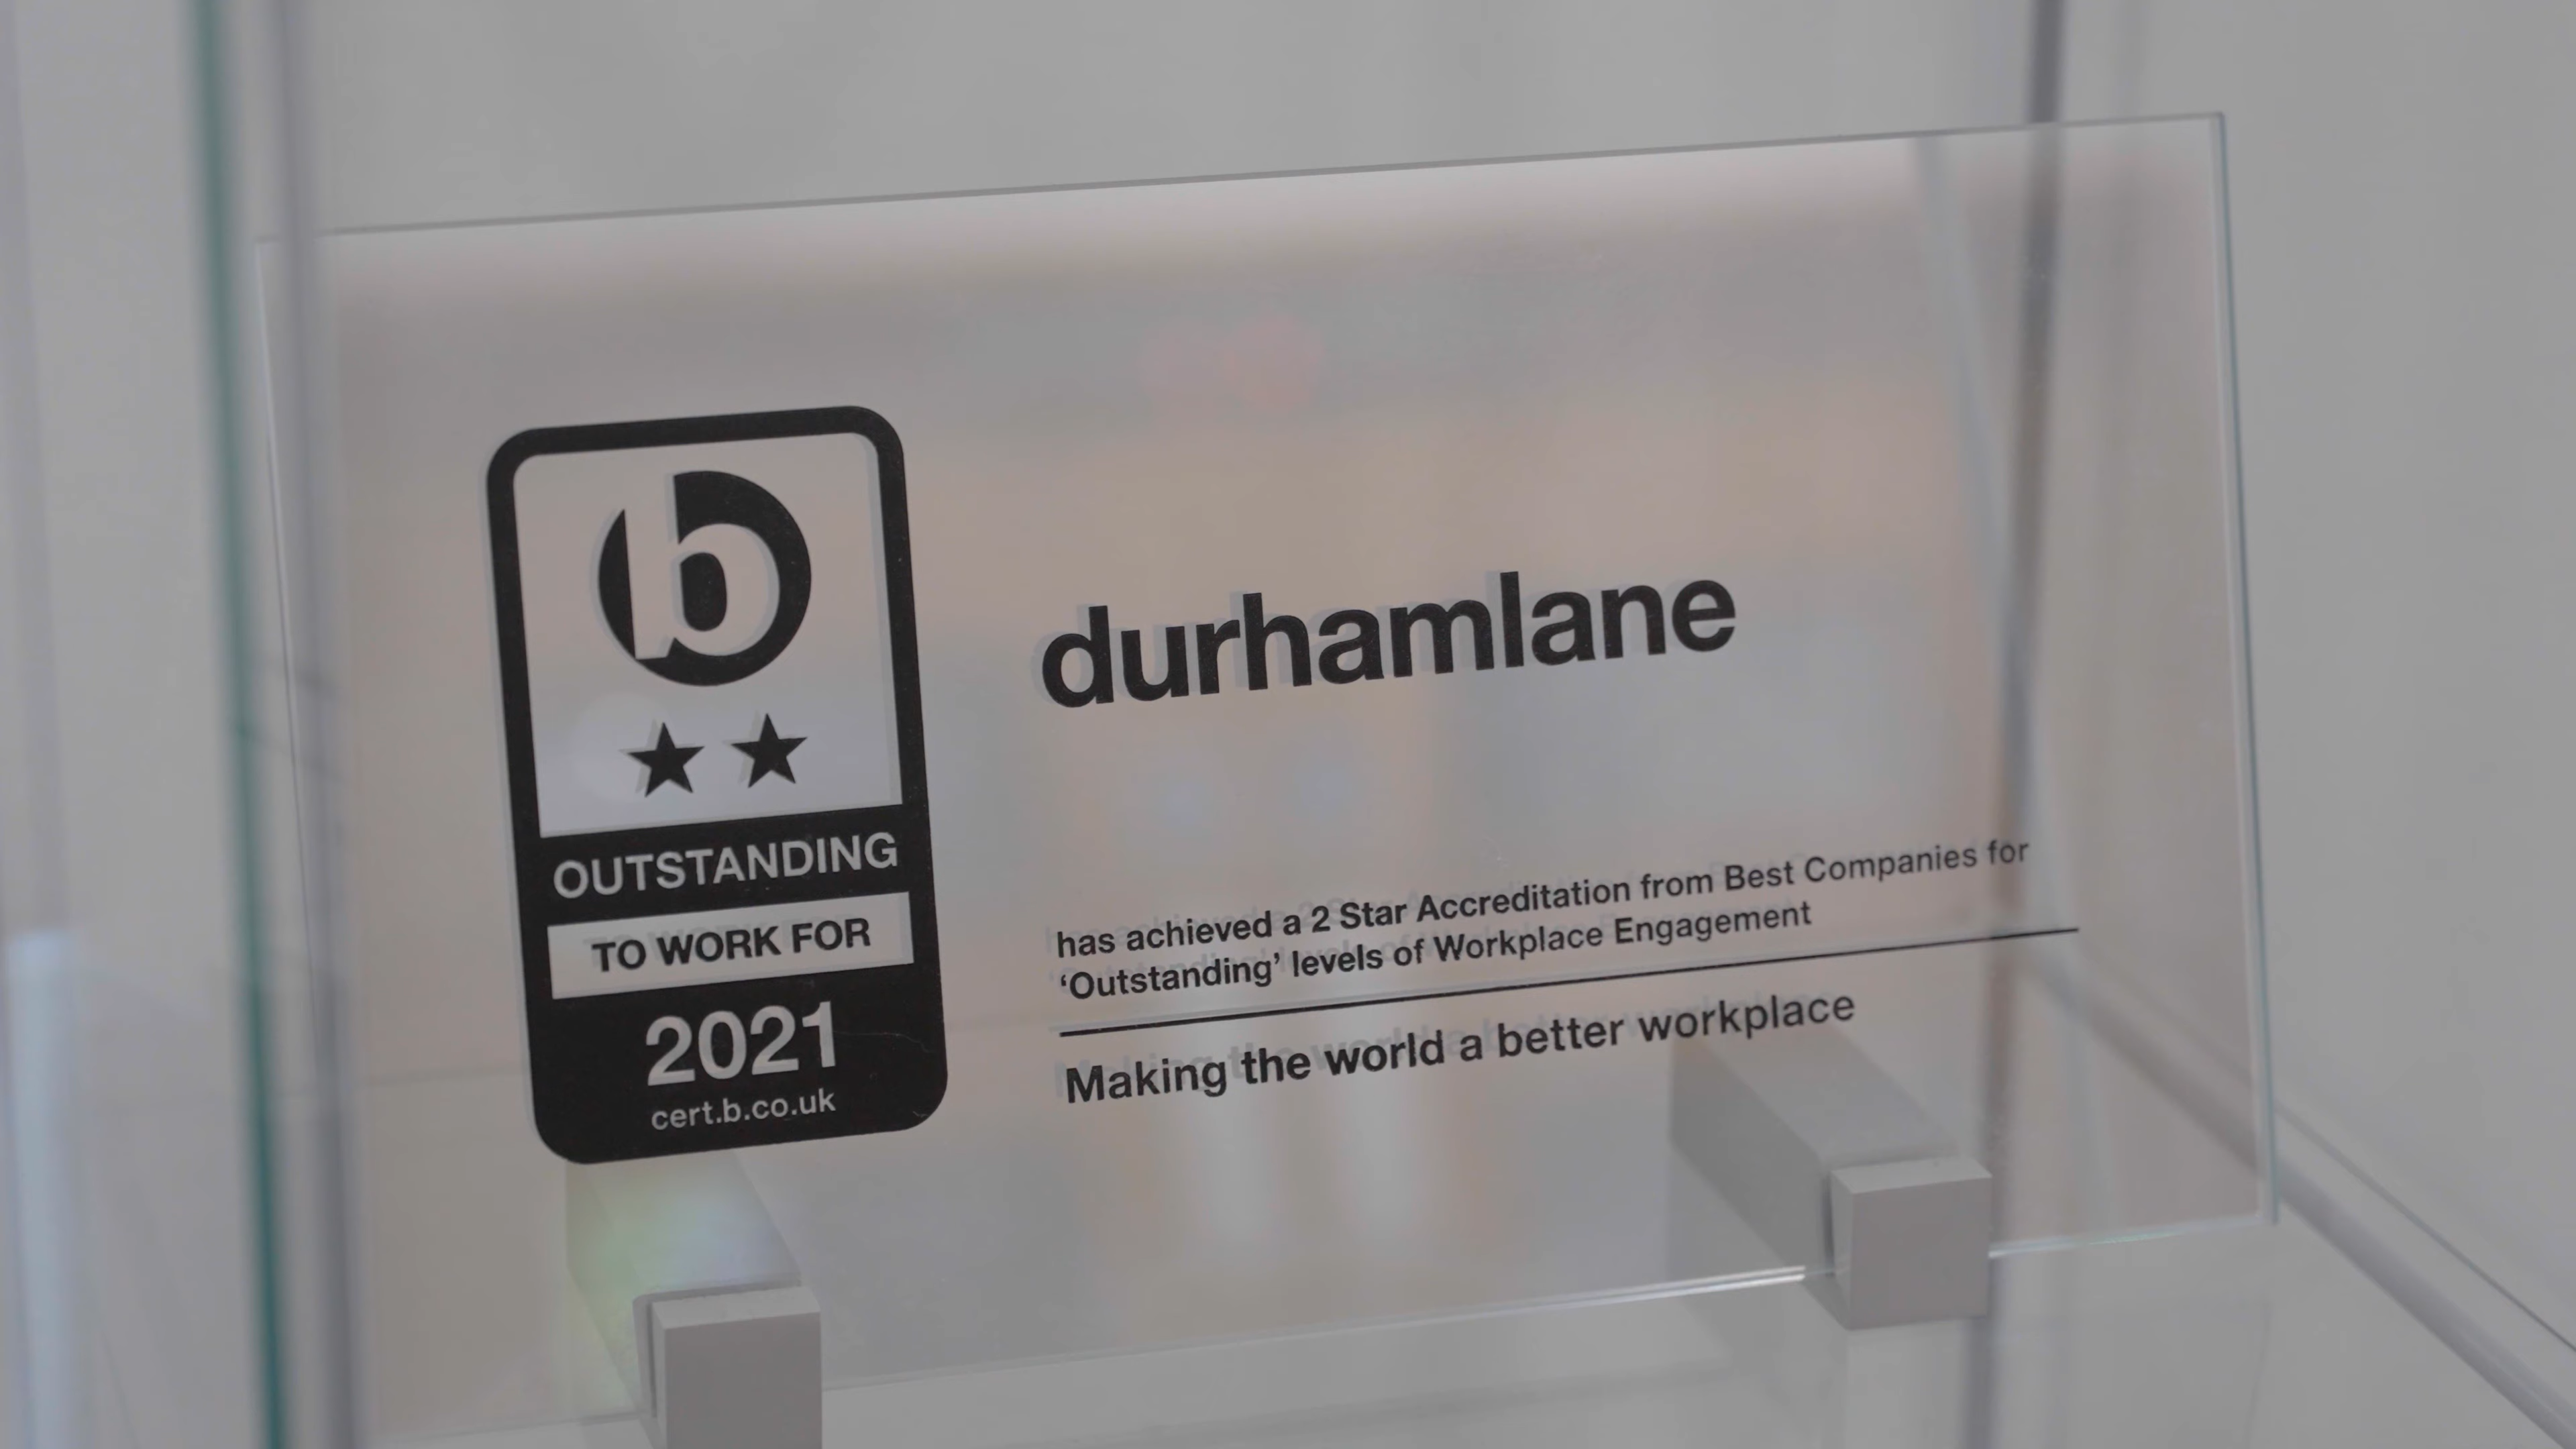 b
OUTSTANDING
TO WORK FOR
2021
cert.b.co.uk
durhamlane
has achieved a 2 Star Accreditation from Best Companies for
‘Outstanding’ levels of Workplace Engagement
Making the world a better workplace